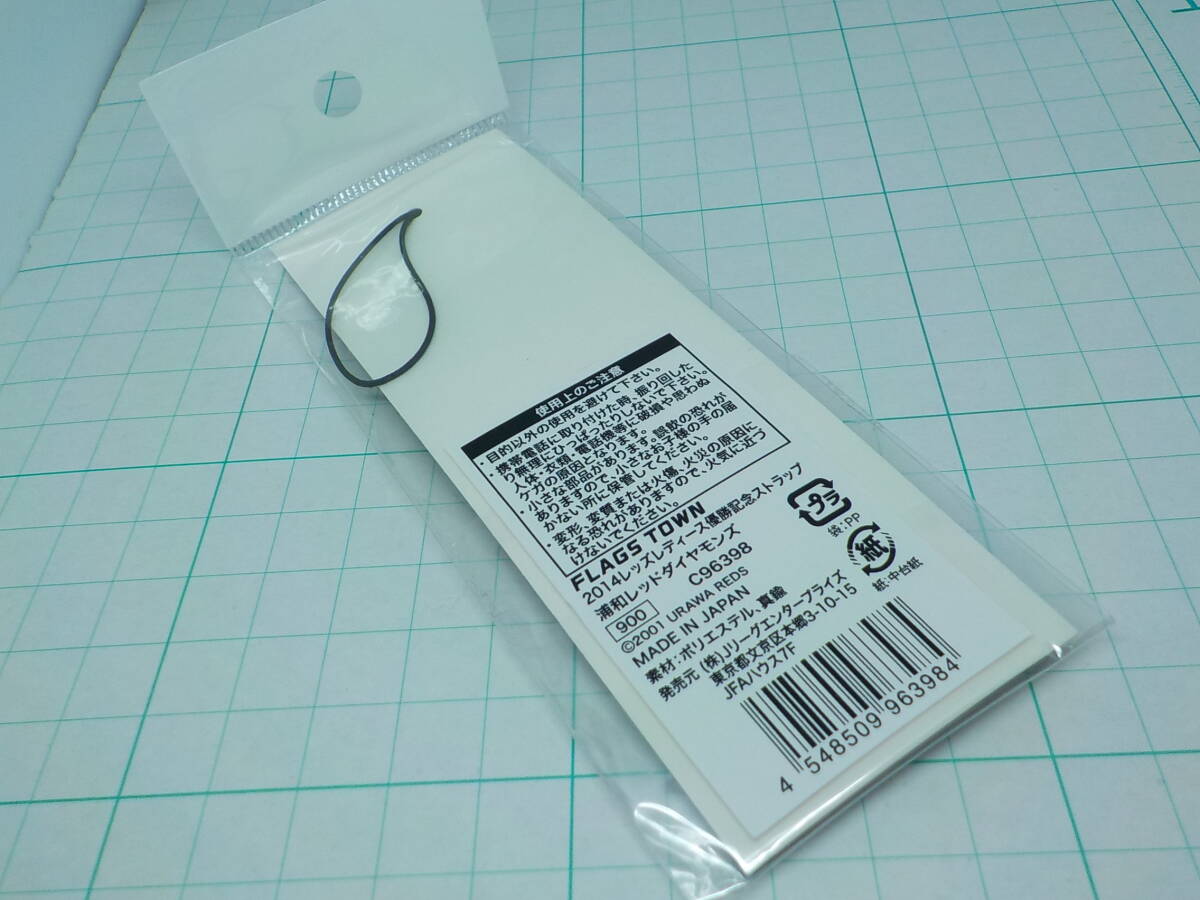 使用上のご注意
・目的以外の使用を避けて下さい。
・携帯電話に取り付けた時、振り回した
り無理にひっぱったりしないで下さい。
人体・衣類・電話機等に破損や思わぬ
ケガの原因となります。
・小さな部品があります。誤飲の恐れが
ありますので、小さなお子様の手の届
かない所に保管してください。
・変形、変質または火傷、火災の原因に
なる恐れがありますので、火気に近づ
けないでください。
FLAGS TOWN
2014レッズレディース優勝記念ストラップ
浦和レッドダイヤモンズ
900 C96398
©2001 URAWA REDS
MADE IN JAPAN
素材:ポリエステル、真鍮
発売元 (株)Jリーグエンタープライズ
東京都文京区本郷3-10-15
JFAハウス7F
プラ
袋:PP
紙
紙:中台紙
4 548509 963984